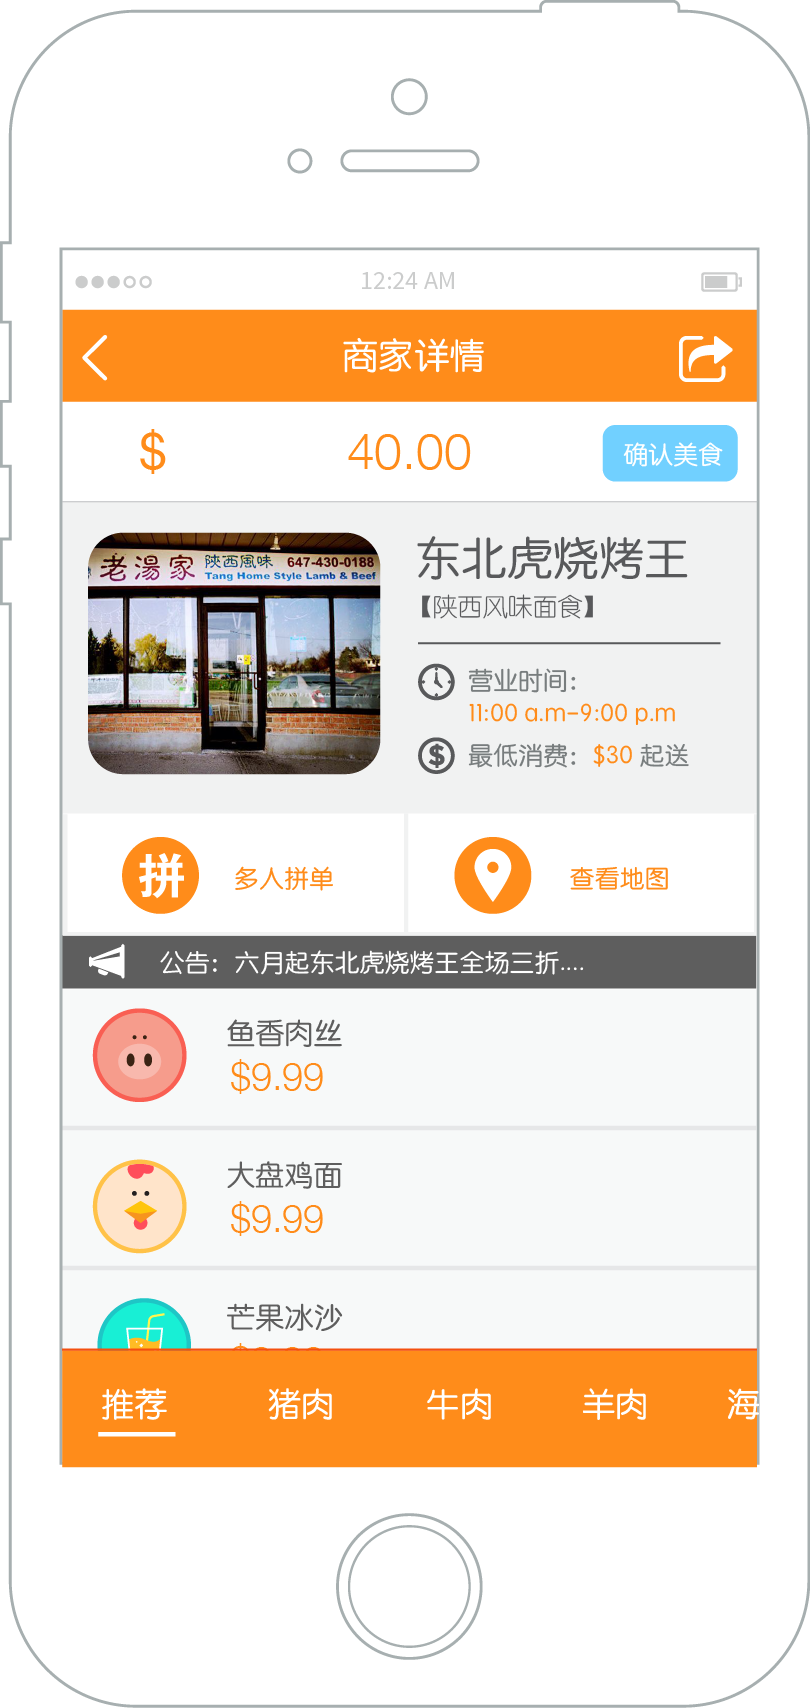 12:24 AM
商家详情
$ 40.00 确认美食
老湯家 陝西風味 647-430-0188
Tang Home Style Lamb & Beef
东北虎烧烤王
【陕西风味面食】
营业时间：
11:00 a.m-9:00 p.m
$ 最低消费：$30 起送
拼 多人拼单 查看地图
公告：六月起东北虎烧烤王全场三折....
鱼香肉丝
$9.99
大盘鸡面
$9.99
芒果冰沙
推荐 猪肉 牛肉 羊肉 海